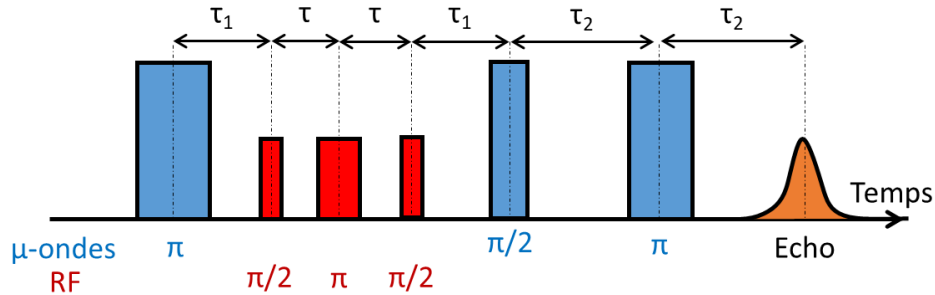 τ₁ τ τ τ₁ τ₂ τ₂
Temps
μ-ondes π π/2 π Echo
RF π/2 π π/2